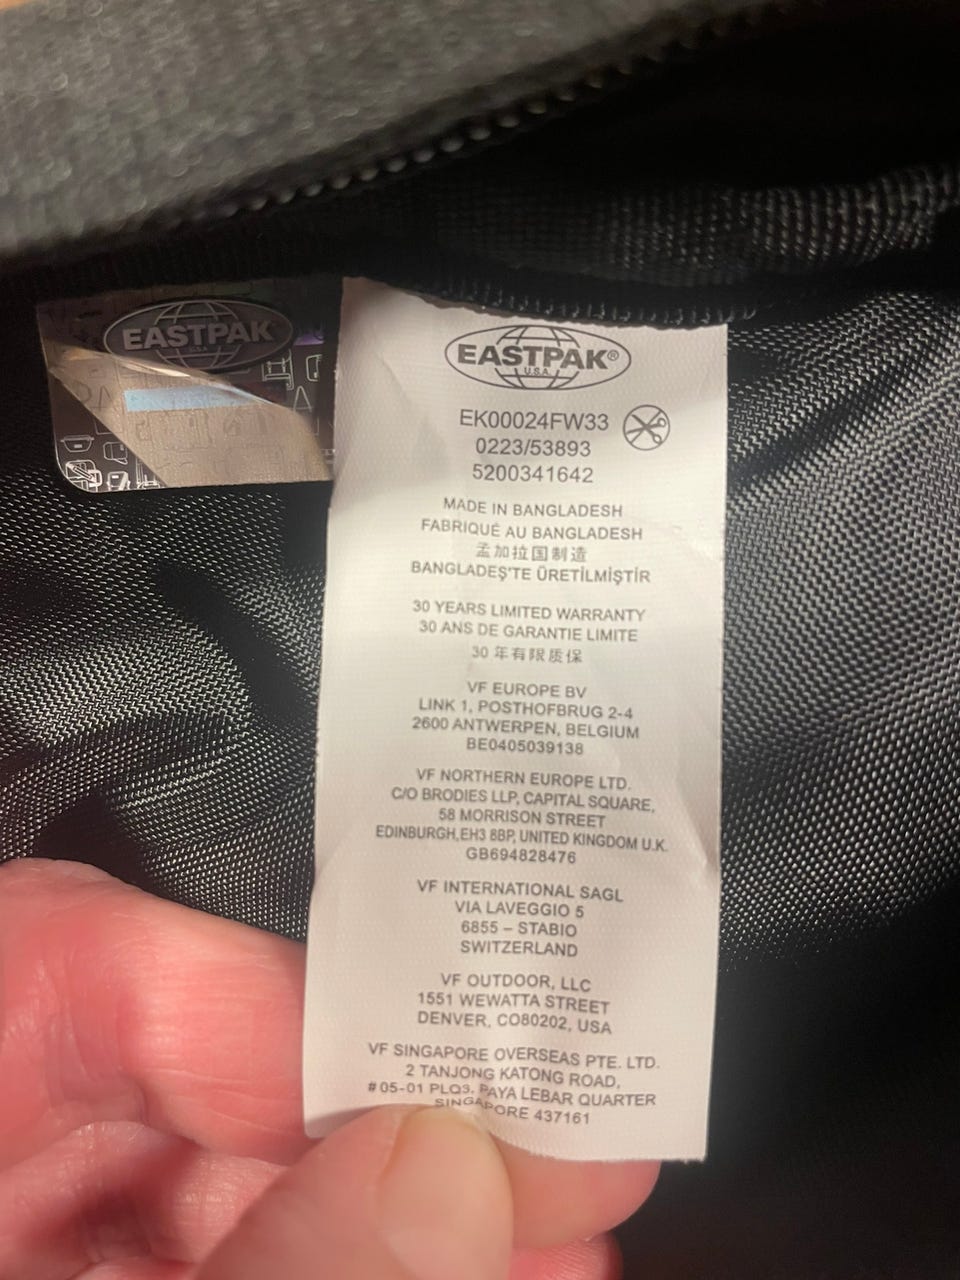 EASTPAK
U.S.A.
EASTPAK®
U.S.A.
EK00024FW33
0223/53893
5200341642
MADE IN BANGLADESH
FABRIQUÉ AU BANGLADESH
孟加拉国制造
BANGLADEŞ'TE ÜRETİLMİŞTİR
30 YEARS LIMITED WARRANTY
30 ANS DE GARANTIE LIMITE
30 年有限质保
VF EUROPE BV
LINK 1, POSTHOFBRUG 2-4
2600 ANTWERPEN, BELGIUM
BE0405039138
VF NORTHERN EUROPE LTD.
C/O BRODIES LLP, CAPITAL SQUARE,
58 MORRISON STREET
EDINBURGH,EH3 8BP, UNITED KINGDOM U.K.
GB694828476
VF INTERNATIONAL SAGL
VIA LAVEGGIO 5
6855 – STABIO
SWITZERLAND
VF OUTDOOR, LLC
1551 WEWATTA STREET
DENVER, CO80202, USA
VF SINGAPORE OVERSEAS PTE. LTD.
2 TANJONG KATONG ROAD,
#05-01 PLQ3, PAYA LEBAR QUARTER
SINGAPORE 437161